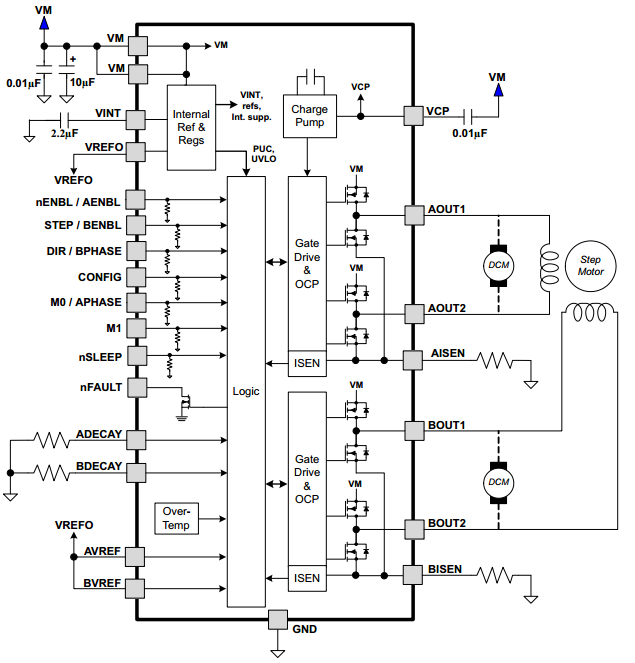 VM
VM
VM
VM
0.01µF
+
10µF
VINT
2.2µF
VREFO
VREFO
Internal
Ref &
Regs
VINT,
refs,
Int. supp.
PUC,
UVLO
Charge
Pump
VCP
VCP
VM
0.01µF
nENBL / AENBL
STEP / BENBL
DIR / BPHASE
CONFIG
M0 / APHASE
M1
nSLEEP
nFAULT
ADECAY
BDECAY
VREFO
AVREF
BVREF
Logic
Over-
Temp
Gate
Drive
&
OCP
ISEN
VM
VM
AOUT1
DCM
Step
Motor
AOUT2
AISEN
Gate
Drive
&
OCP
ISEN
VM
VM
BOUT1
DCM
BOUT2
BISEN
GND